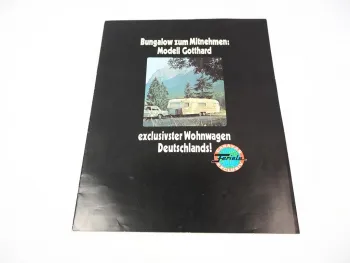 Bungalow zum Mitnehmen:
Modell Gotthard
exclusivster Wohnwagen
Deutschlands!